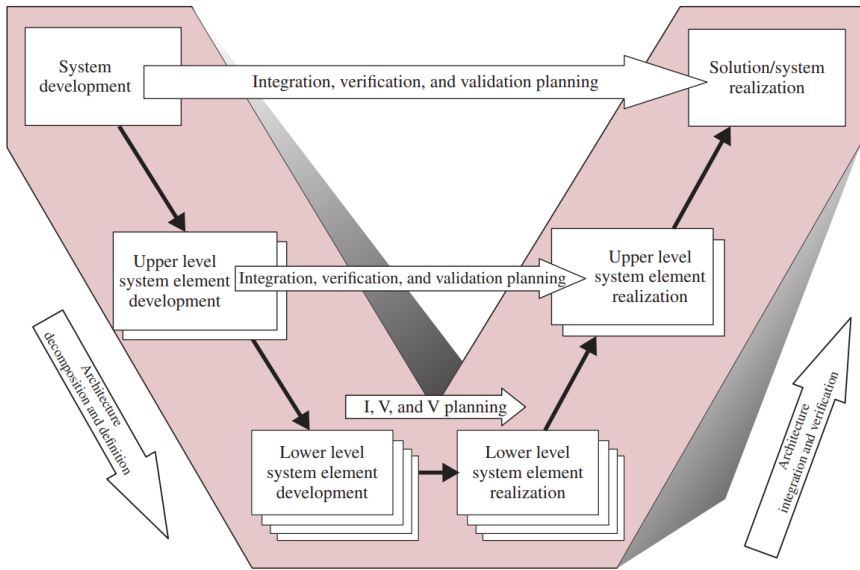 System
development
Integration, verification, and validation planning
Solution/system
realization
Upper level
system element
development
Integration, verification, and validation planning
Upper level
system element
realization
Architecture
decomposition and definition
I, V, and V planning
Lower level
system element
development
Lower level
system element
realization
Architecture
integration and verification